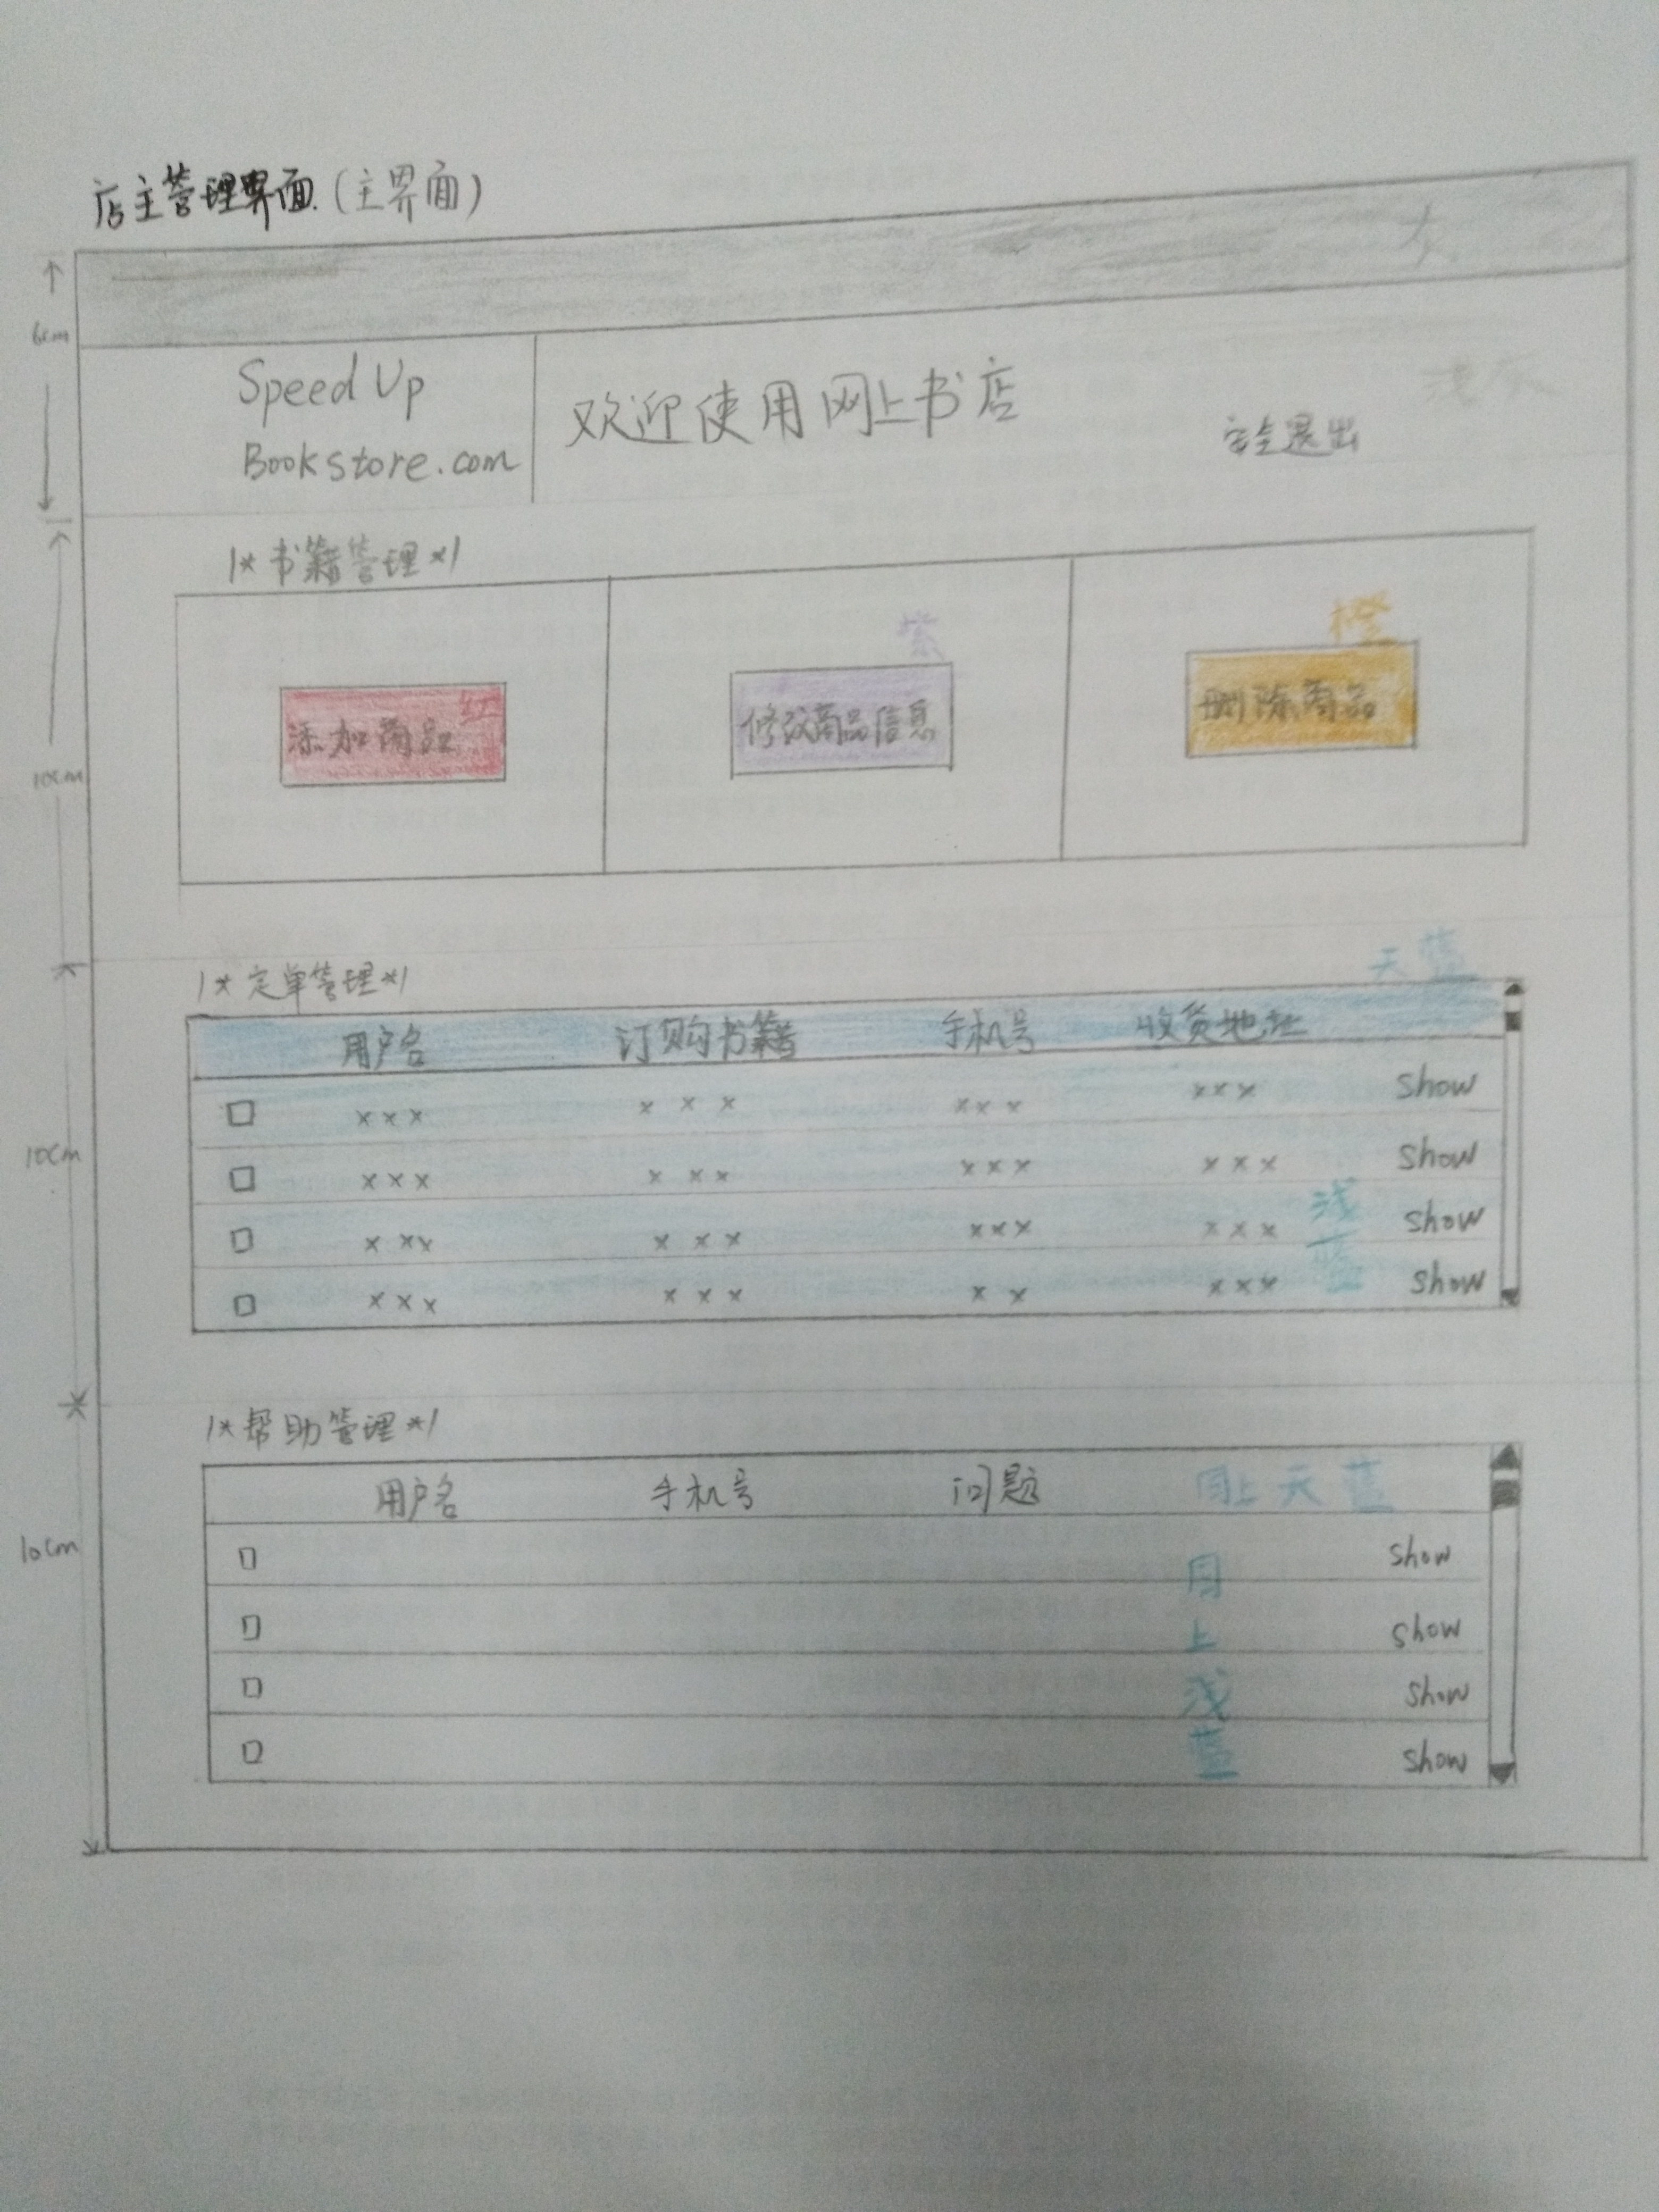 店主管理界面.(主界面)
灰
6cm
Speed Up
Bookstore.com
欢迎使用网上书店
浅灰
安全退出
/*书籍管理*/
紫
橙
添加商品
红
修改商品信息
删除商品
10cm
/*定单管理*/
天蓝
用户名 订购书籍 手机号 收货地址
××× ××× ××× ××× show
××× ××× ××× ××× show
10cm
××× ××× ××× ××× show
××× ××× ×× ××× show
浅
蓝
/*帮助管理*/
用户名 手机号 问题 同上天蓝
10cm
show
show
show
show
同
上
浅
蓝